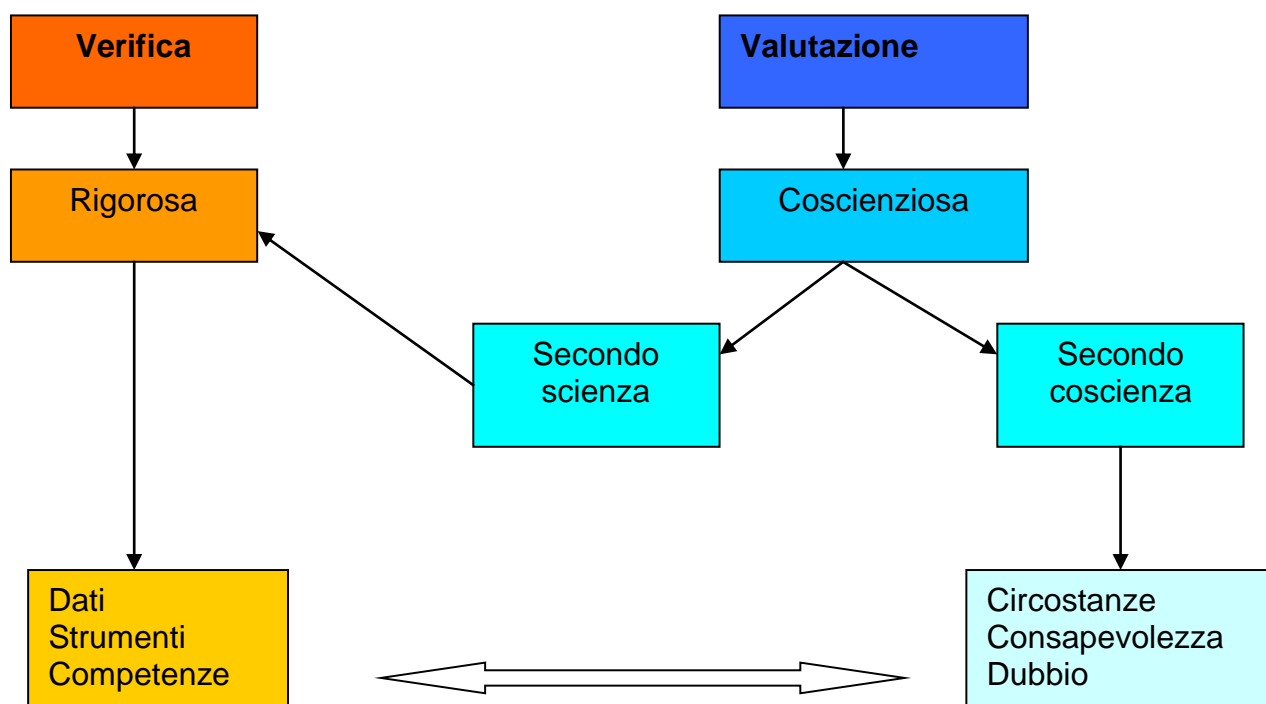 Verifica
Valutazione
Rigorosa
Coscienziosa
Secondo
scienza
Secondo
coscienza
Dati
Strumenti
Competenze
Circostanze
Consapevolezza
Dubbio